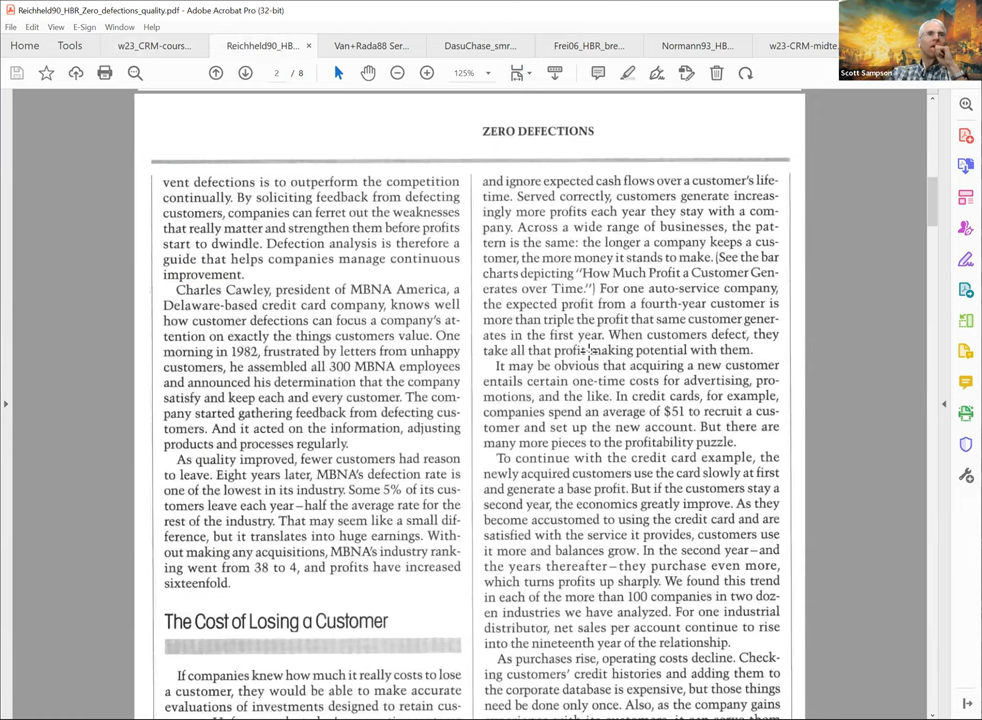 Reichheld90_HBR_Zero_defections_quality.pdf - Adobe Acrobat Pro (32-bit)
File Edit View E-Sign Window Help
Home Tools w23_CRM-cours... Reichheld90_HB... × Van+Rada88 Ser... DasuChase_smr... Frei06_HBR_bre... Normann93_HB... w23-CRM-midte...
2 / 8 125%
Scott Sampson
ZERO DEFECTIONS
vent defections is to outperform the competition
continually. By soliciting feedback from defecting
customers, companies can ferret out the weaknesses
that really matter and strengthen them before profits
start to dwindle. Defection analysis is therefore a
guide that helps companies manage continuous
improvement.
Charles Cawley, president of MBNA America, a
Delaware-based credit card company, knows well
how customer defections can focus a company's at-
tention on exactly the things customers value. One
morning in 1982, frustrated by letters from unhappy
customers, he assembled all 300 MBNA employees
and announced his determination that the company
satisfy and keep each and every customer. The com-
pany started gathering feedback from defecting cus-
tomers. And it acted on the information, adjusting
products and processes regularly.
As quality improved, fewer customers had reason
to leave. Eight years later, MBNA's defection rate is
one of the lowest in its industry. Some 5% of its cus-
tomers leave each year—half the average rate for the
rest of the industry. That may seem like a small dif-
ference, but it translates into huge earnings. With-
out making any acquisitions, MBNA's industry rank-
ing went from 38 to 4, and profits have increased
sixteenfold.
The Cost of Losing a Customer
If companies knew how much it really costs to lose
a customer, they would be able to make accurate
evaluations of investments designed to retain cus-
and ignore expected cash flows over a customer's life-
time. Served correctly, customers generate increas-
ingly more profits each year they stay with a com-
pany. Across a wide range of businesses, the pat-
tern is the same: the longer a company keeps a cus-
tomer, the more money it stands to make. (See the bar
charts depicting "How Much Profit a Customer Gen-
erates over Time.") For one auto-service company,
the expected profit from a fourth-year customer is
more than triple the profit that same customer gener-
ates in the first year. When customers defect, they
take all that profit-making potential with them.
It may be obvious that acquiring a new customer
entails certain one-time costs for advertising, pro-
motions, and the like. In credit cards, for example,
companies spend an average of $51 to recruit a cus-
tomer and set up the new account. But there are
many more pieces to the profitability puzzle.
To continue with the credit card example, the
newly acquired customers use the card slowly at first
and generate a base profit. But if the customers stay a
second year, the economics greatly improve. As they
become accustomed to using the credit card and are
satisfied with the service it provides, customers use
it more and balances grow. In the second year—and
the years thereafter—they purchase even more,
which turns profits up sharply. We found this trend
in each of the more than 100 companies in two doz-
en industries we have analyzed. For one industrial
distributor, net sales per account continue to rise
into the nineteenth year of the relationship.
As purchases rise, operating costs decline. Check-
ing customers' credit histories and adding them to
the corporate database is expensive, but those things
need be done only once. Also, as the company gains